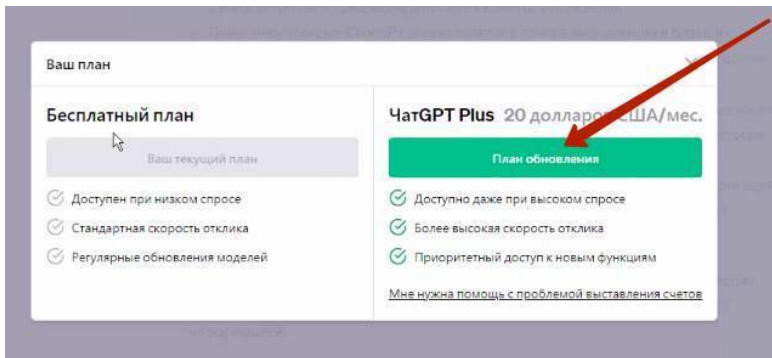 Ваш план
Бесплатный план
Ваш текущий план
Доступен при низком спросе
Стандартная скорость отклика
Регулярные обновления моделей
ЧатGPT Plus 20 долларов США/мес.
План обновления
Доступно даже при высоком спросе
Более высокая скорость отклика
Приоритетный доступ к новым функциям
Мне нужна помощь с проблемой выставления счетов